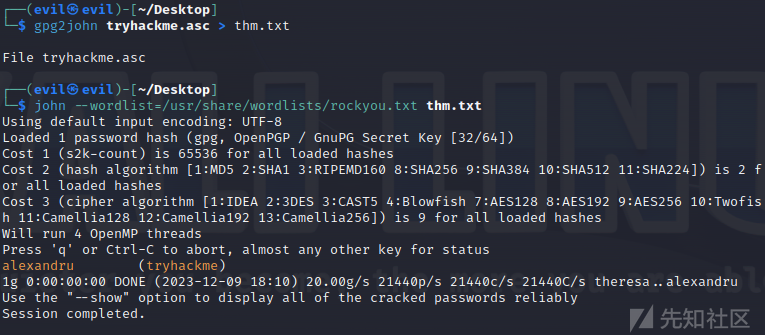 ┌──(evil㉿evil)-[~/Desktop]
└─$ gpg2john tryhackme.asc > thm.txt
File tryhackme.asc
┌──(evil㉿evil)-[~/Desktop]
└─$ john --wordlist=/usr/share/wordlists/rockyou.txt thm.txt
Using default input encoding: UTF-8
Loaded 1 password hash (gpg, OpenPGP / GnuPG Secret Key [32/64])
Cost 1 (s2k-count) is 65536 for all loaded hashes
Cost 2 (hash algorithm [1:MD5 2:SHA1 3:RIPEMD160 8:SHA256 9:SHA384 10:SHA512 11:SHA224]) is 2 f
or all loaded hashes
Cost 3 (cipher algorithm [1:IDEA 2:3DES 3:CAST5 4:Blowfish 7:AES128 8:AES192 9:AES256 10:Twofis
h 11:Camellia128 12:Camellia192 13:Camellia256]) is 9 for all loaded hashes
Will run 4 OpenMP threads
Press 'q' or Ctrl-C to abort, almost any other key for status
alexandru        (tryhackme)
1g 0:00:00:00 DONE (2023-12-09 18:10) 20.00g/s 21440p/s 21440c/s 21440C/s theresa..alexandru
Use the "--show" option to display all of the cracked passwords reliably
Session completed.
先知社区